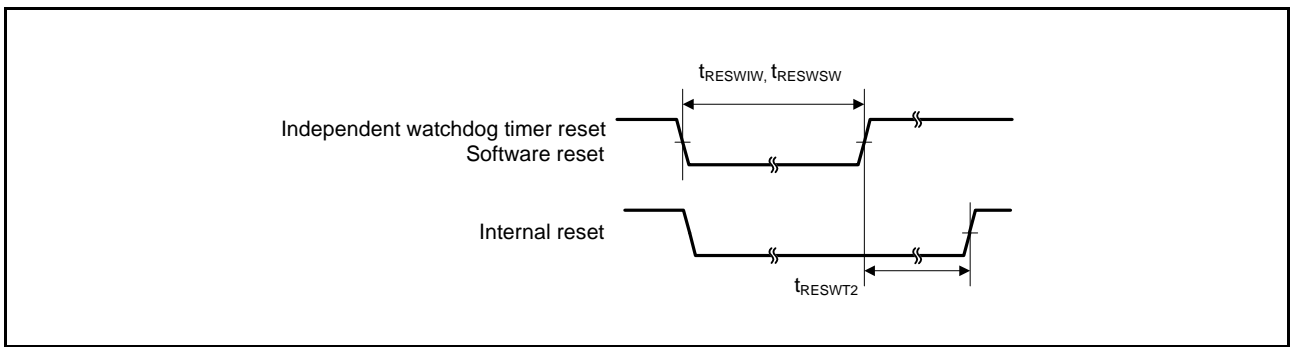 tRESWIW, tRESWSW
Independent watchdog timer reset
Software reset
Internal reset
tRESWT2